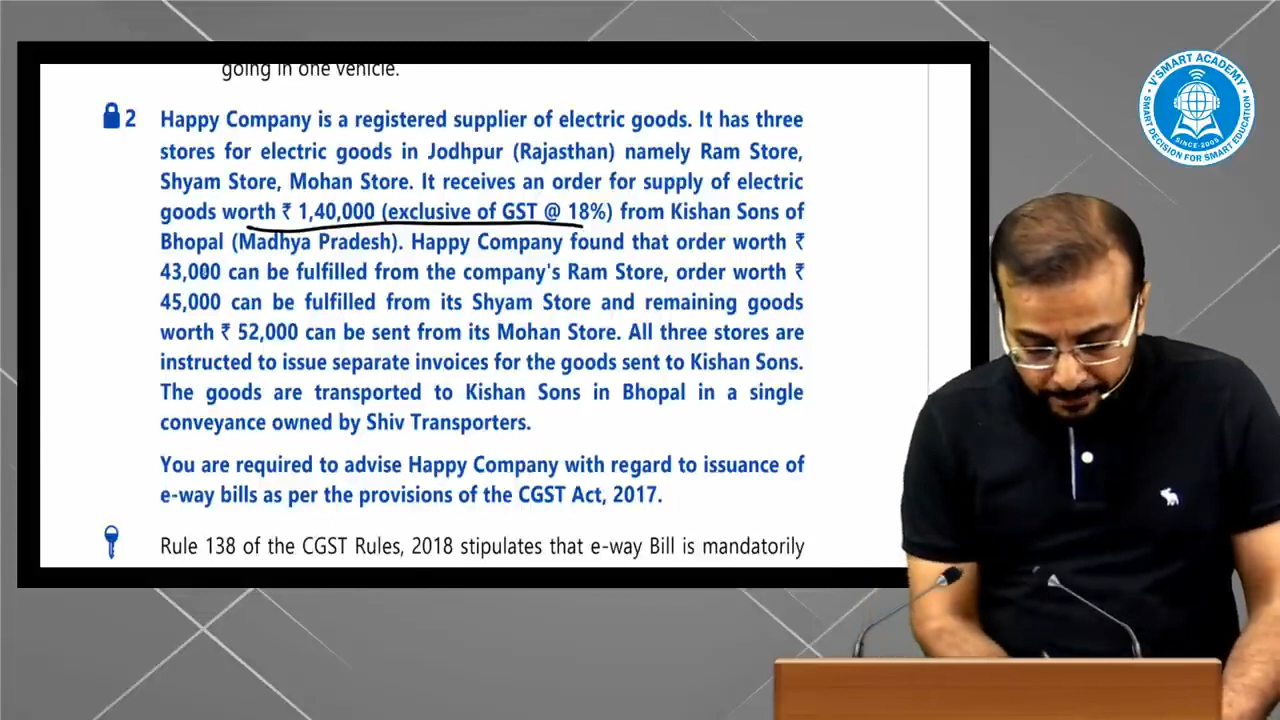 going in one vehicle.
2 Happy Company is a registered supplier of electric goods. It has three
stores for electric goods in Jodhpur (Rajasthan) namely Ram Store,
Shyam Store, Mohan Store. It receives an order for supply of electric
goods worth ₹ 1,40,000 (exclusive of GST @ 18%) from Kishan Sons of
Bhopal (Madhya Pradesh). Happy Company found that order worth ₹
43,000 can be fulfilled from the company's Ram Store, order worth ₹
45,000 can be fulfilled from its Shyam Store and remaining goods
worth ₹ 52,000 can be sent from its Mohan Store. All three stores are
instructed to issue separate invoices for the goods sent to Kishan Sons.
The goods are transported to Kishan Sons in Bhopal in a single
conveyance owned by Shiv Transporters.
You are required to advise Happy Company with regard to issuance of
e-way bills as per the provisions of the CGST Act, 2017.
Rule 138 of the CGST Rules, 2018 stipulates that e-way Bill is mandatorily
V'SMART ACADEMY
SMART DECISION FOR SMART EDUCATION
SINCE-2005